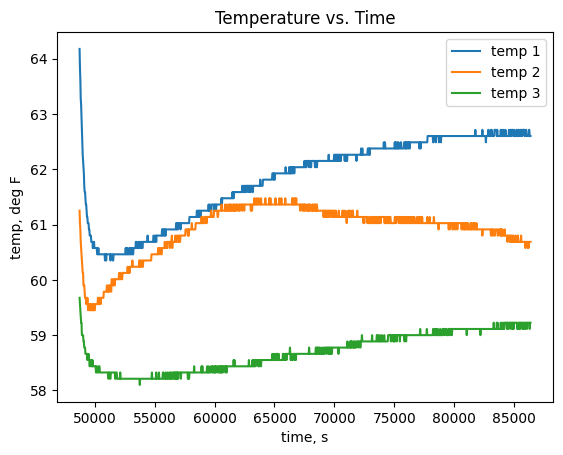 Temperature vs. Time
temp 1
temp 2
temp 3
64
63
62
61
60
59
58
temp, deg F
50000 55000 60000 65000 70000 75000 80000 85000
time, s